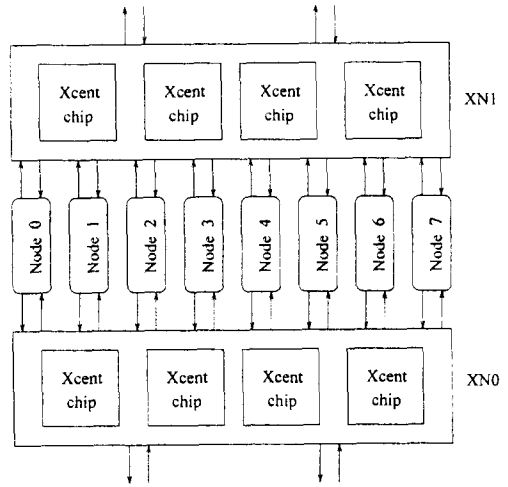 Xcent chip
Xcent chip
Xcent chip
Xcent chip
XN1
Node 0
Node 1
Node 2
Node 3
Node 4
Node 5
Node 6
Node 7
Xcent chip
Xcent chip
Xcent chip
Xcent chip
XN0